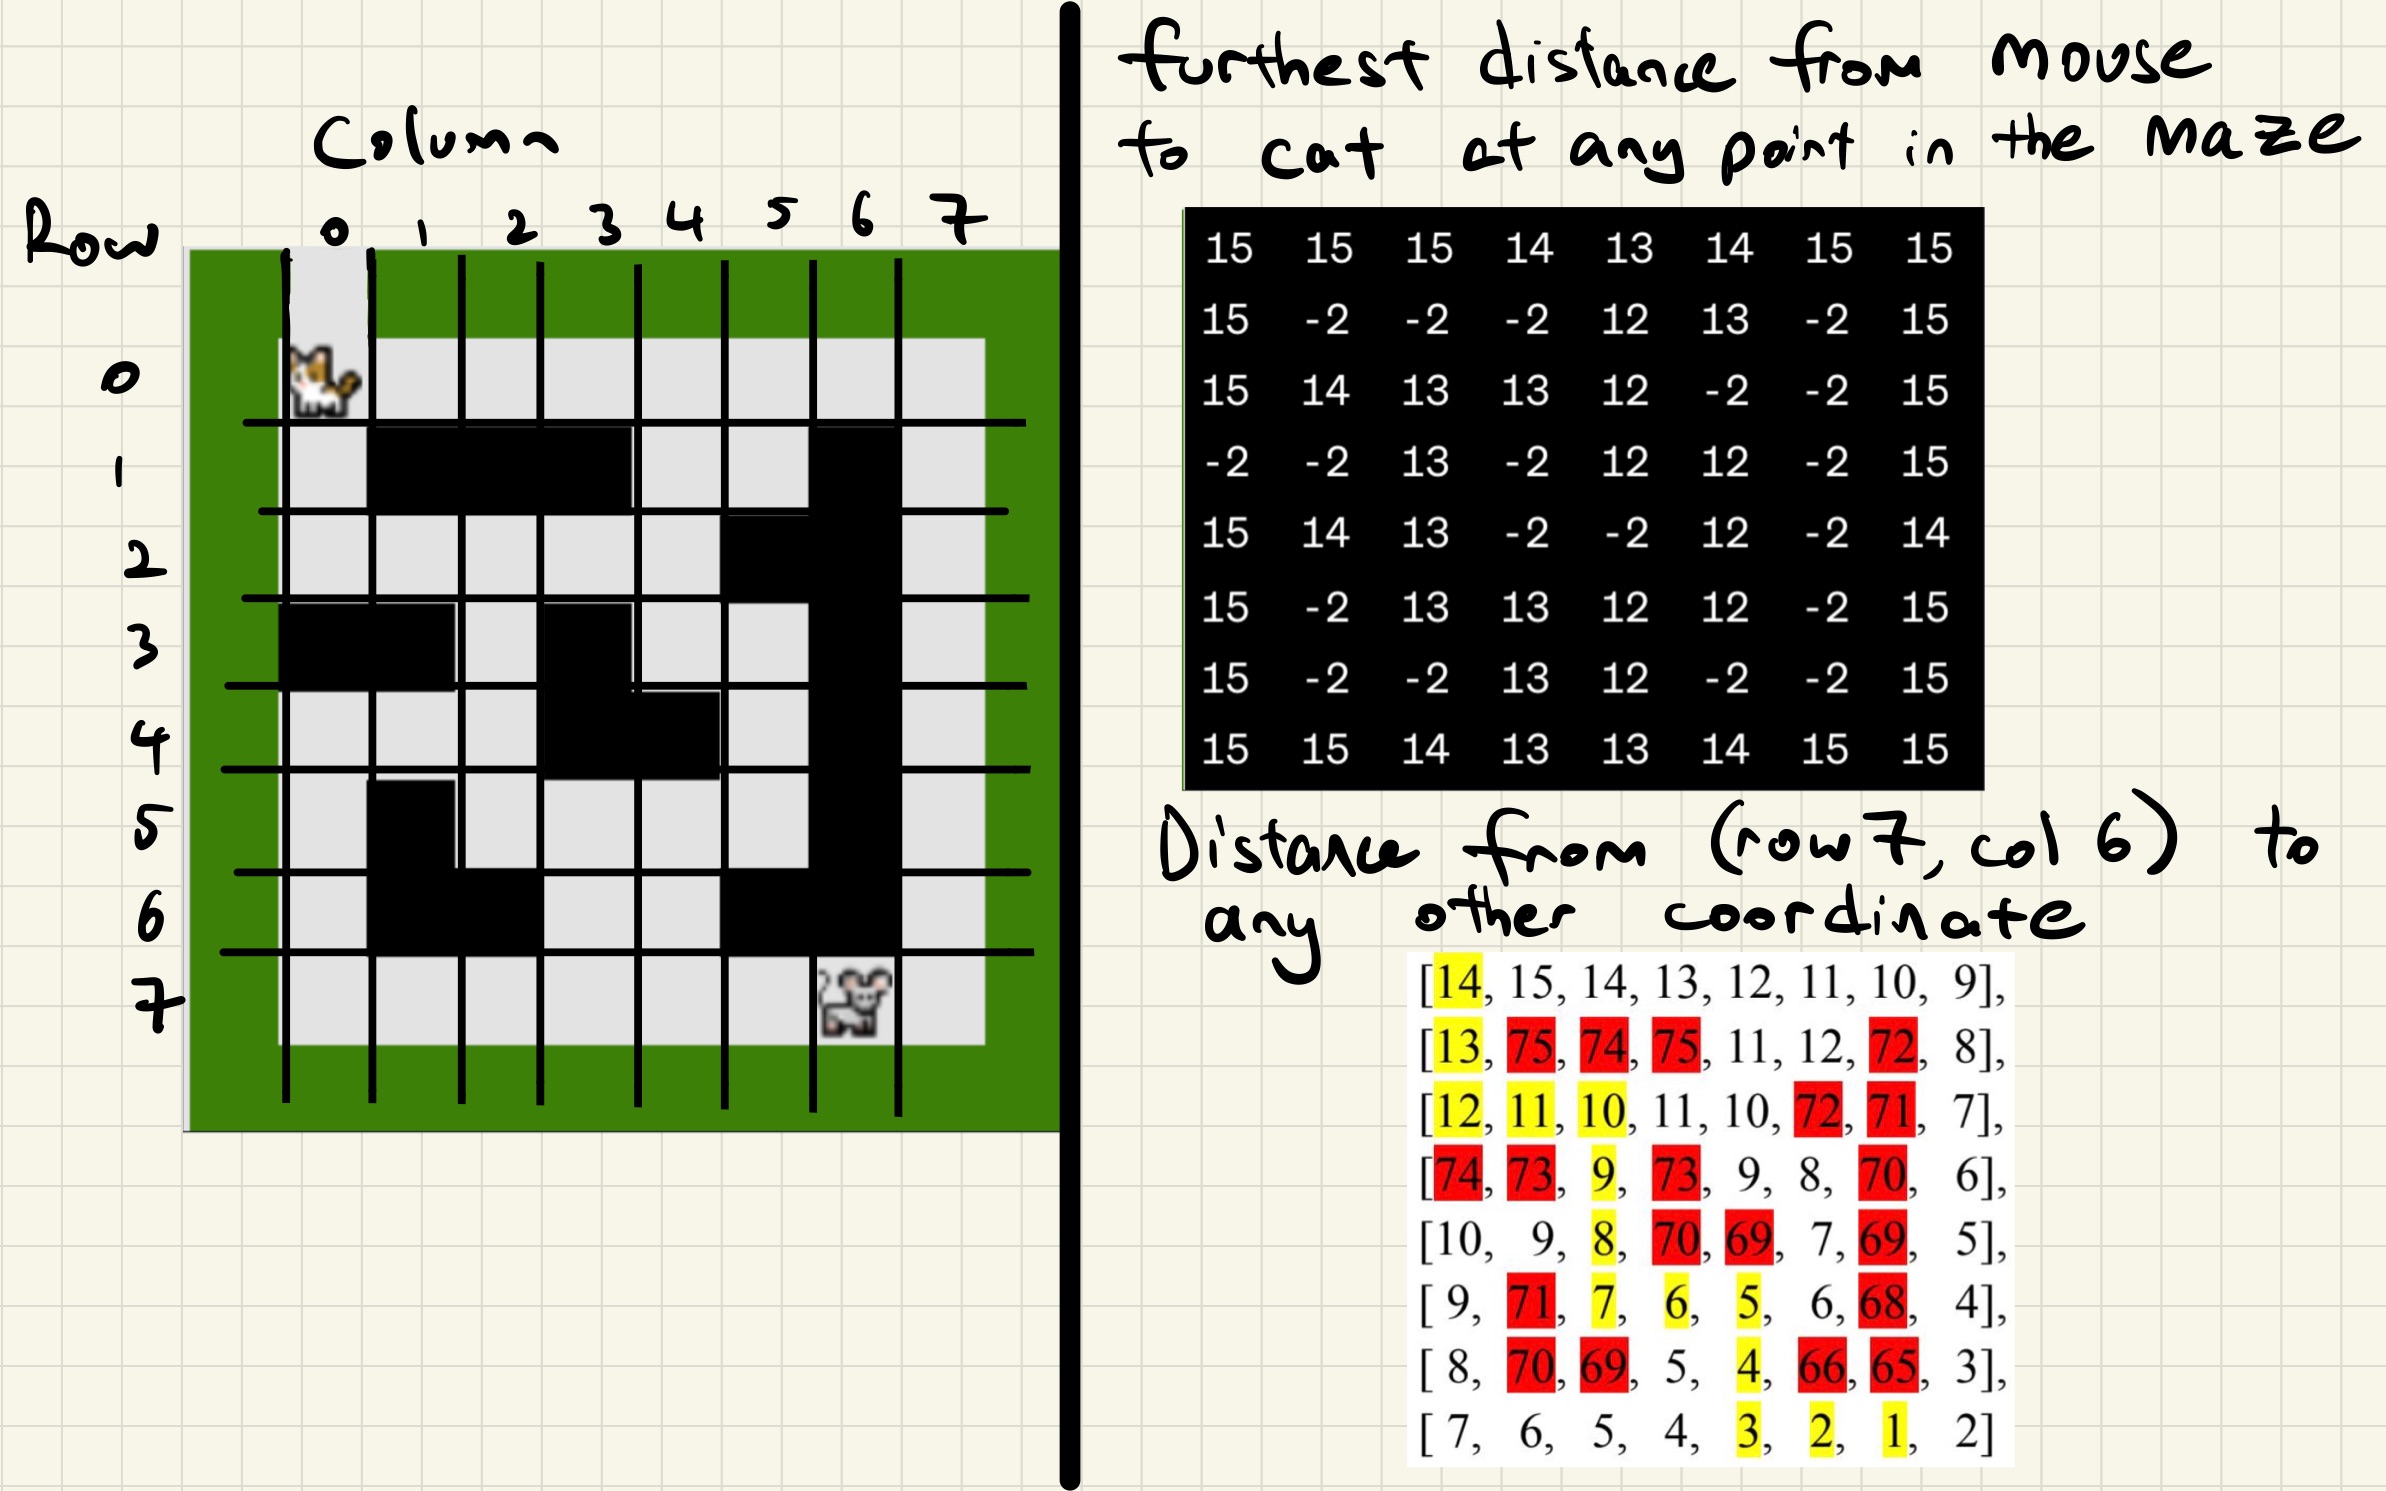 Column
Row
0 1 2 3 4 5 6 7
0
1
2
3
4
5
6
7
furthest distance from mouse
to cat at any point in the maze
15 15 15 14 13 14 15 15
15 -2 -2 -2 12 13 -2 15
15 14 13 13 12 -2 -2 15
-2 -2 13 -2 12 12 -2 15
15 14 13 -2 -2 12 -2 14
15 -2 13 13 12 12 -2 15
15 -2 -2 13 12 -2 -2 15
15 15 14 13 13 14 15 15
Distance from (row 7, col 6) to
any other coordinate
[14, 15, 14, 13, 12, 11, 10, 9],
[13, 75, 74, 75, 11, 12, 72, 8],
[12, 11, 10, 11, 10, 72, 71, 7],
[74, 73, 9, 73, 9, 8, 70, 6],
[10, 9, 8, 70, 69, 7, 69, 5],
[ 9, 71, 7, 6, 5, 6, 68, 4],
[ 8, 70, 69, 5, 4, 66, 65, 3],
[ 7, 6, 5, 4, 3, 2, 1, 2]